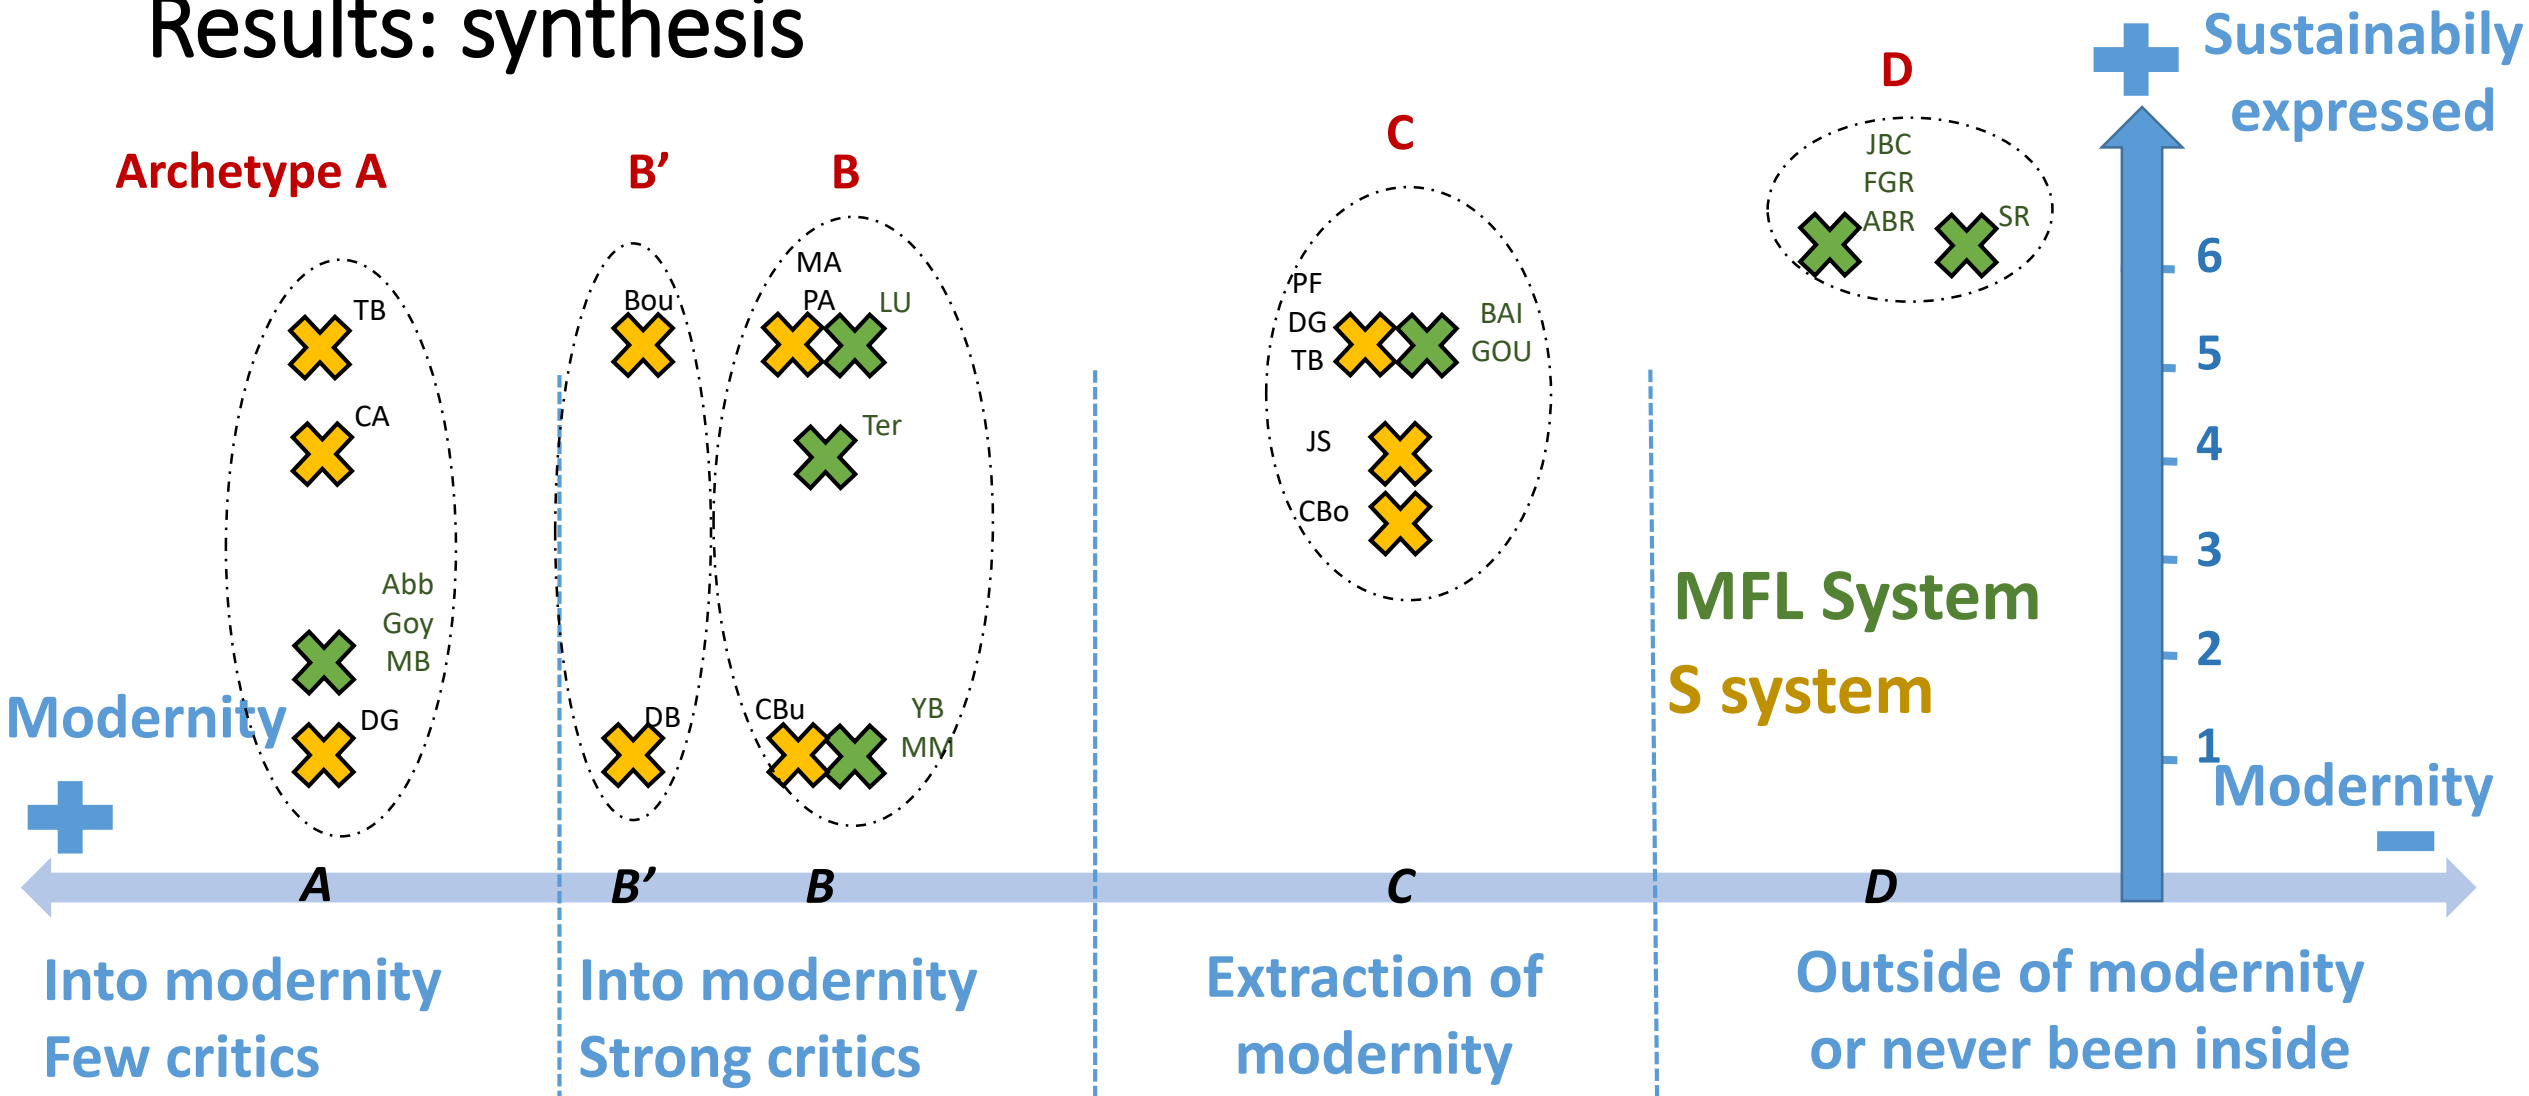 Results: synthesis
Sustainabily
expressed
Archetype A
B’
B
C
D
JBC
FGR
ABR
SR
TB
CA
Abb
Goy
MB
DG
Bou
DB
MA
PA
LU
Ter
CBu
YB
MM
PF
DG
TB
BAI
GOU
JS
CBo
6
5
4
3
2
1
MFL System
S system
Modernity
Modernity
A
B’
B
C
D
Into modernity
Few critics
Into modernity
Strong critics
Extraction of
modernity
Outside of modernity
or never been inside